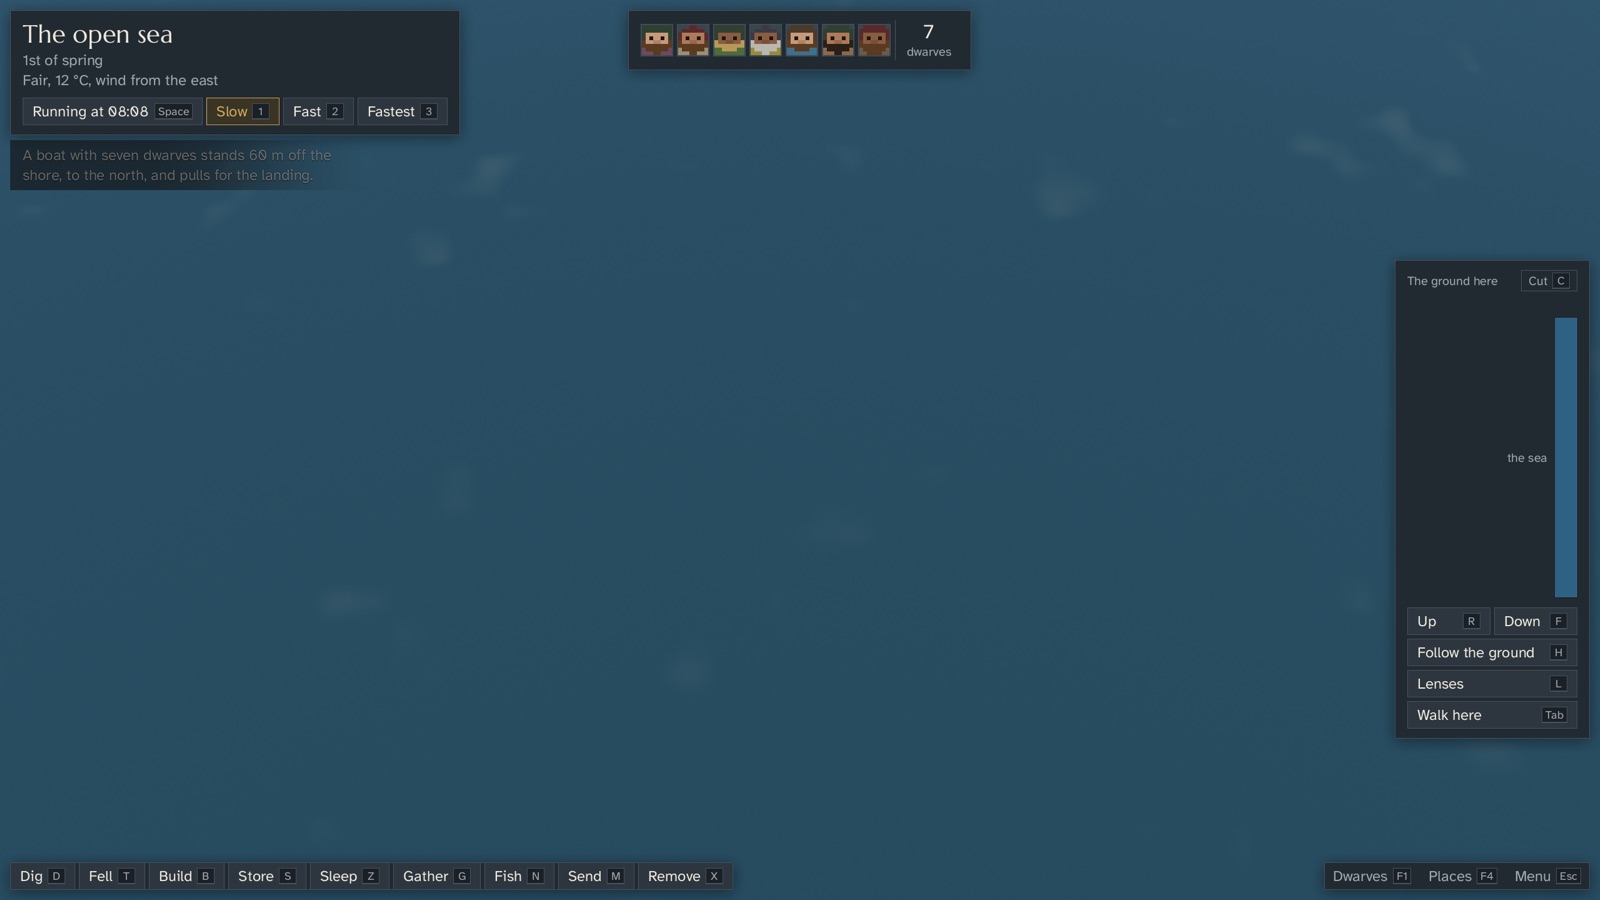 The open sea
1st of spring
Fair, 12 °C, wind from the east
Running at 08:08 Space Slow 1 Fast 2 Fastest 3
A boat with seven dwarves stands 60 m off the
shore, to the north, and pulls for the landing.
7
dwarves
The ground here Cut C
the sea
Up R Down F
Follow the ground H
Lenses L
Walk here Tab
Dig D Fell T Build B Store S Sleep Z Gather G Fish N Send M Remove X
Dwarves F1 Places F4 Menu Esc